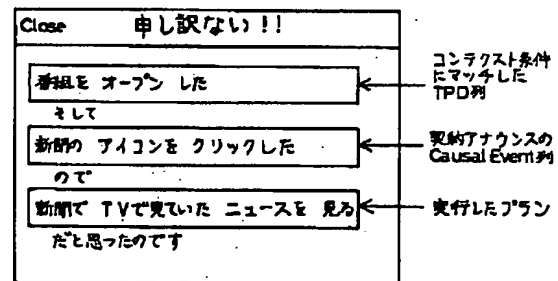 Close 申し訳ない!!
番組を オープン した
そして
新聞の アイコンを クリックした
ので
新聞で TVで見ていた ニュースを 見る
だと思ったのです
コンテクスト条件
にマッチした
TPO列
契約アナウンスの
Causal Event列
実行したプラン